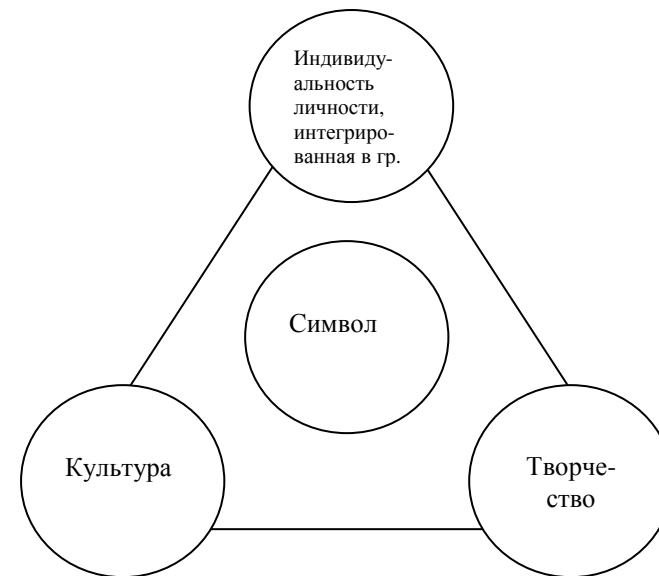 Индивиду-
альность
личности,
интегриро-
ванная в гр.
Символ
Культура
Творче-
ство